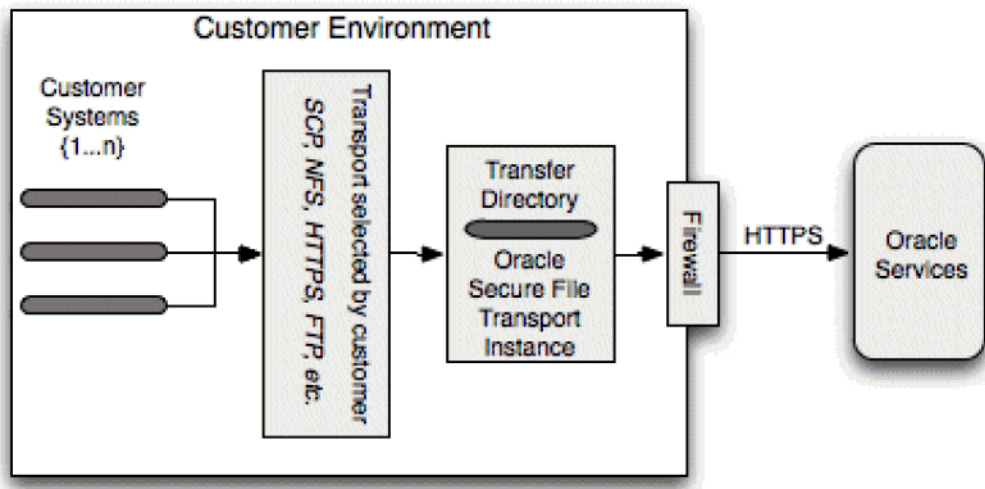 Customer Environment
Customer
Systems
{1...n}
Transport selected by customer
SCP, NFS, HTTPS, FTP, etc.
Transfer
Directory
Oracle
Secure File
Transport
Instance
Firewall
HTTPS
Oracle
Services